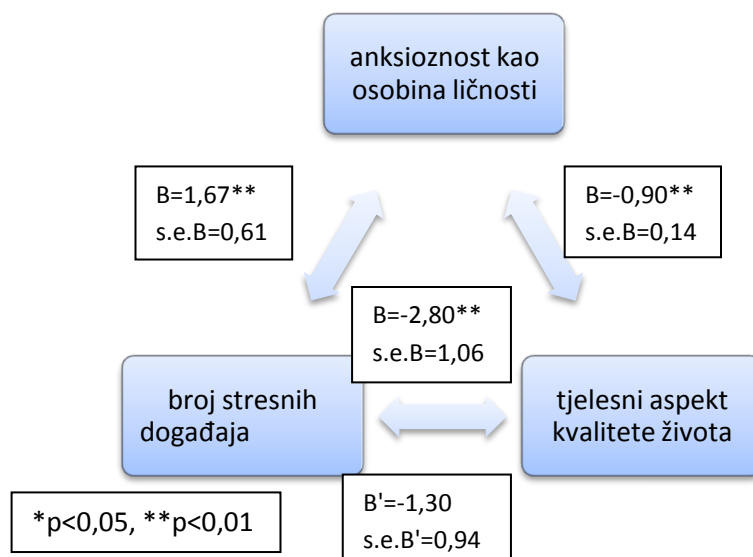 anksioznost kao
osobina ličnosti
B=1,67**
s.e.B=0,61
B=-0,90**
s.e.B=0,14
B=-2,80**
s.e.B=1,06
broj stresnih
događaja
tjelesni aspekt
kvalitete života
B'=-1,30
s.e.B'=0,94
*p<0,05, **p<0,01